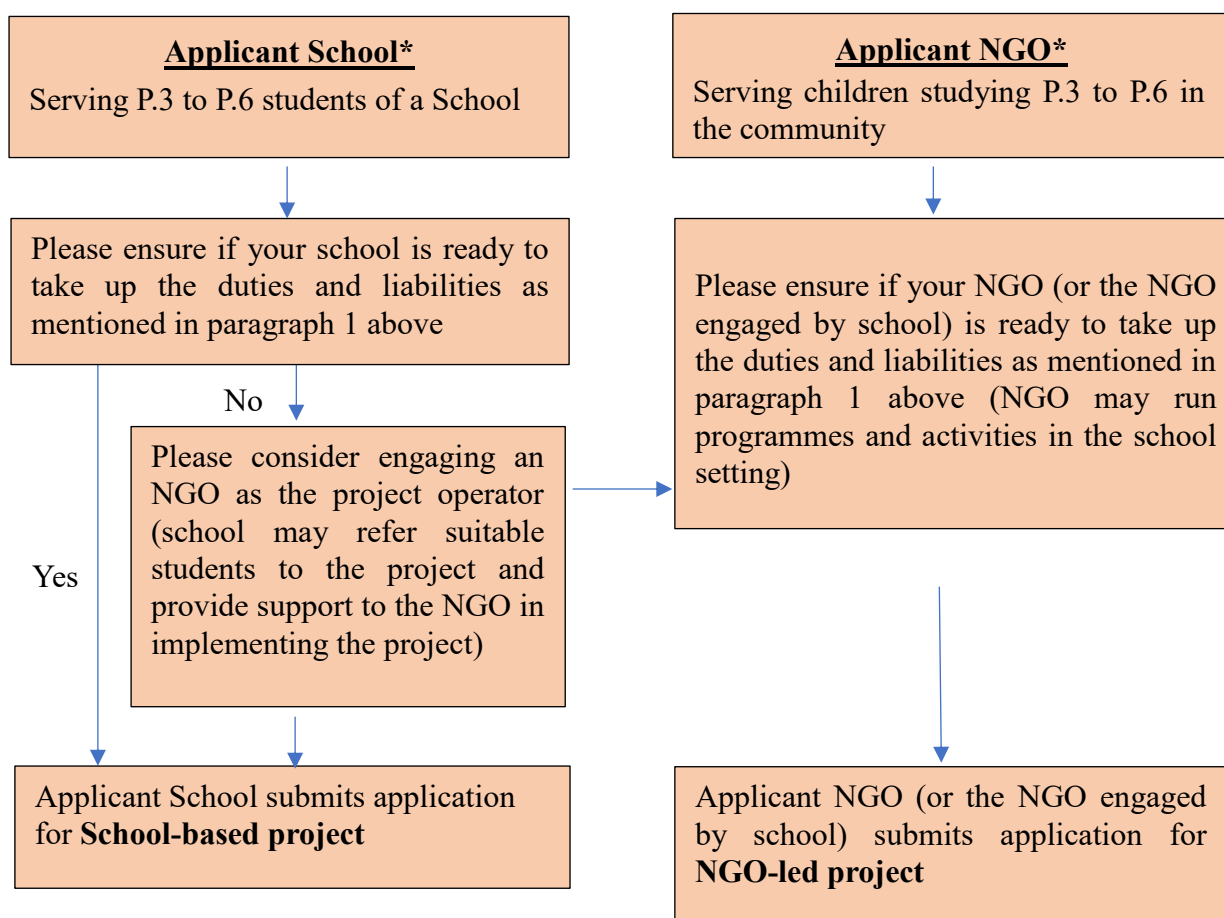 Applicant School*
Serving P.3 to P.6 students of a School
Applicant NGO*
Serving children studying P.3 to P.6 in
the community
Please ensure if your school is ready to
take up the duties and liabilities as
mentioned in paragraph 1 above
Please ensure if your NGO (or the NGO
engaged by school) is ready to take up
the duties and liabilities as mentioned in
paragraph 1 above (NGO may run
programmes and activities in the school
setting)
No
Please consider engaging an
NGO as the project operator
(school may refer suitable
students to the project and
provide support to the NGO in
implementing the project)
Yes
Applicant School submits application
for School-based project
Applicant NGO (or the NGO engaged
by school) submits application for
NGO-led project